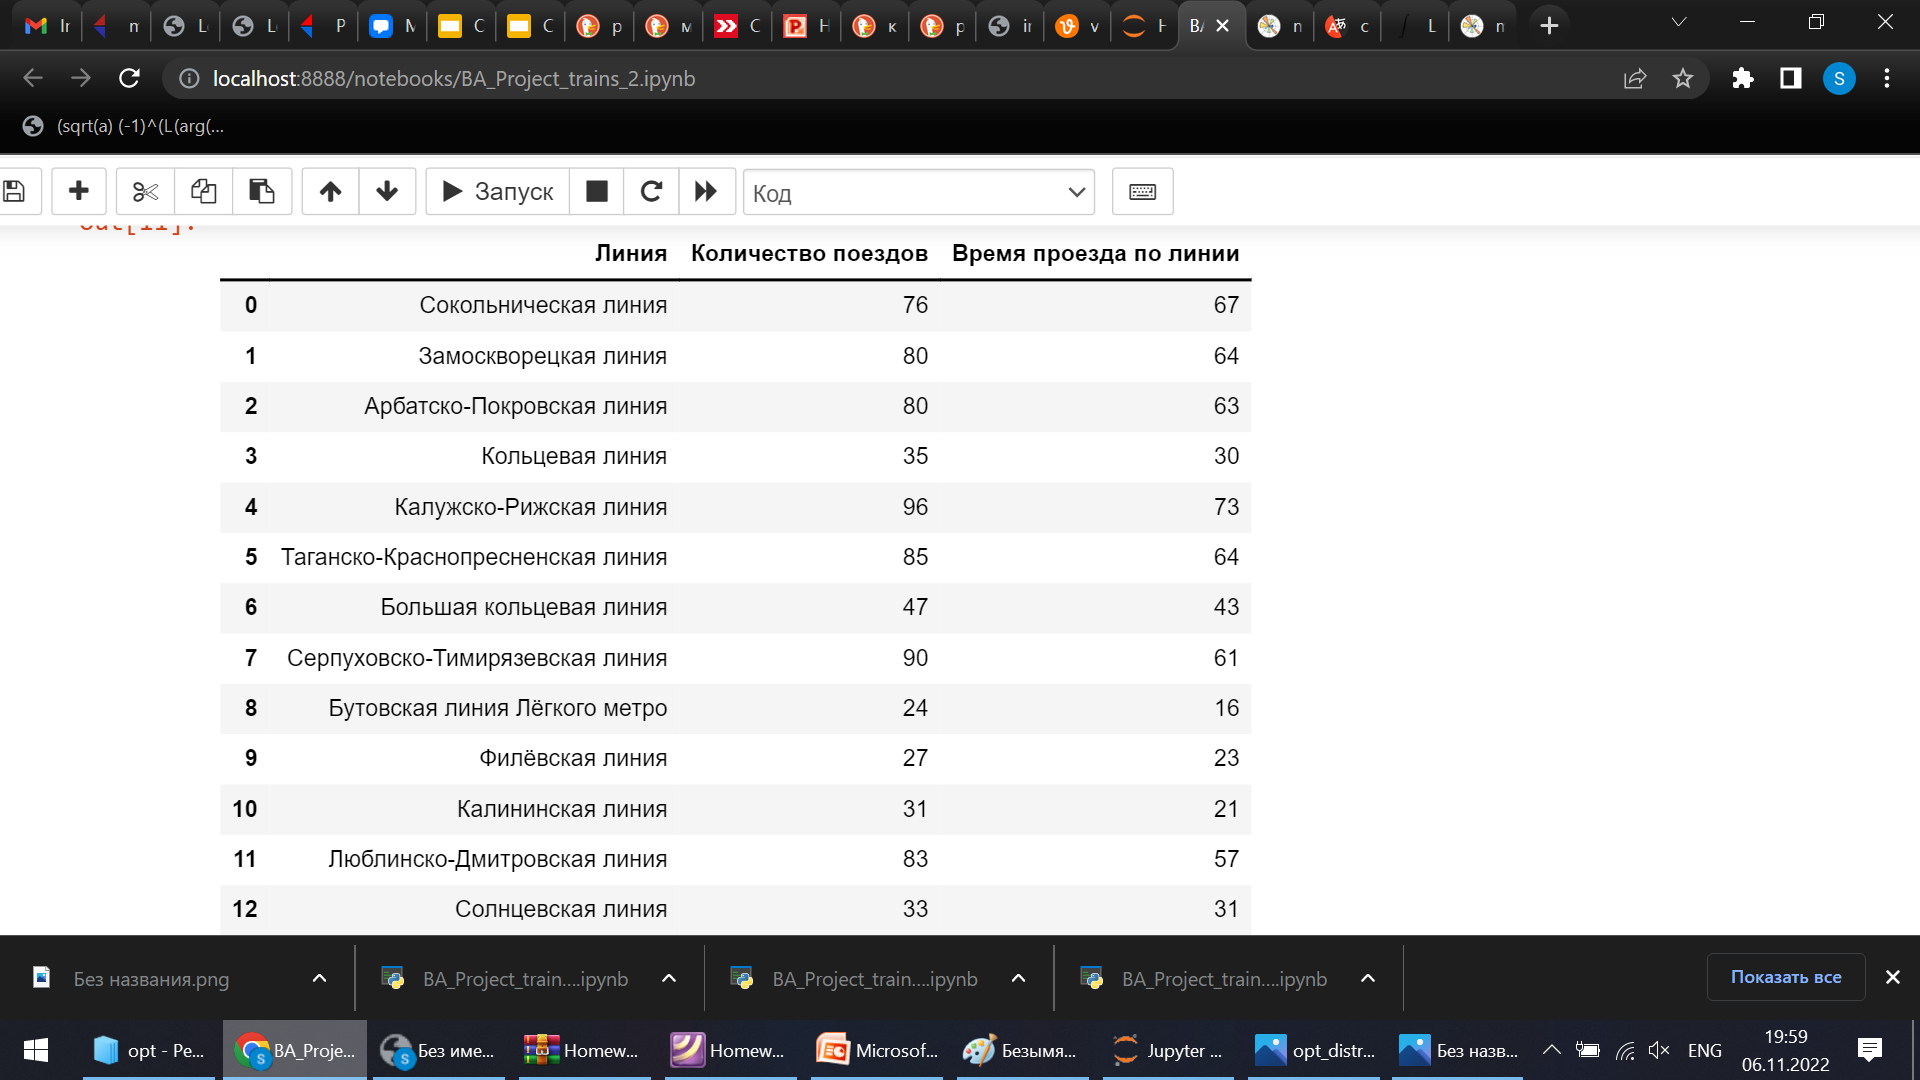 localhost:8888/notebooks/BA_Project_trains_2.ipynb
S
(sqrt(a) (-1)^(L(arg(...
Запуск
Код
Линия Количество поездов Время проезда по линии
0 Сокольническая линия 76 67
1 Замоскворецкая линия 80 64
2 Арбатско-Покровская линия 80 63
3 Кольцевая линия 35 30
4 Калужско-Рижская линия 96 73
5 Таганско-Краснопресненская линия 85 64
6 Большая кольцевая линия 47 43
7 Серпуховско-Тимирязевская линия 90 61
8 Бутовская линия Лёгкого метро 24 16
9 Филёвская линия 27 23
10 Калининская линия 31 21
11 Люблинско-Дмитровская линия 83 57
12 Солнцевская линия 33 31
Без названия.png BA_Project_train....ipynb BA_Project_train....ipynb BA_Project_train....ipynb Показать все
opt - Pe... BA_Proje... Без име... Homew... Homew... Microsof... Безымя... Jupyter ... opt_distr... Без назв... ENG 19:59
06.11.2022